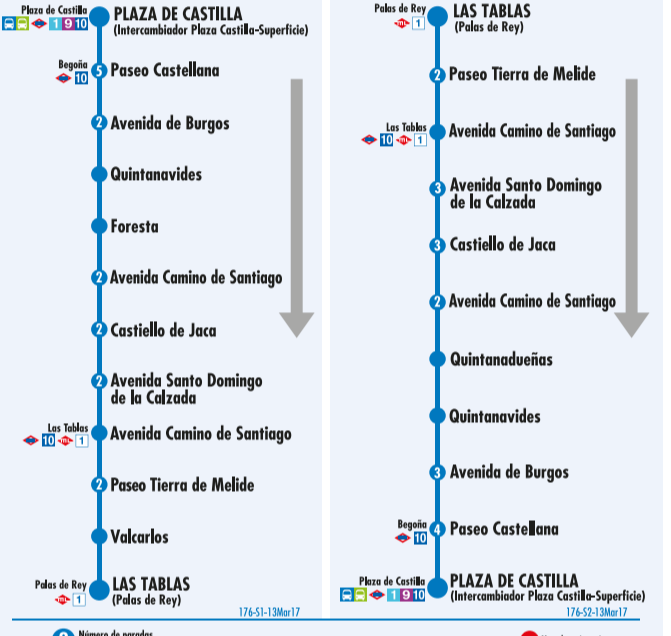 Plaza de Castilla
1 9 10
PLAZA DE CASTILLA
(Intercambiador Plaza Castilla-Superficie)
Begoña
10
5 Paseo Castellana
2 Avenida de Burgos
Quintanavides
Foresta
2 Avenida Camino de Santiago
2 Castiello de Jaca
2 Avenida Santo Domingo
de la Calzada
Las Tablas
10 ML 1
Avenida Camino de Santiago
2 Paseo Tierra de Melide
Valcarlos
Palas de Rey
ML 1
LAS TABLAS
(Palas de Rey)
176-S1-13Mar17
Palas de Rey
ML 1
LAS TABLAS
(Palas de Rey)
2 Paseo Tierra de Melide
Las Tablas
10 ML 1
Avenida Camino de Santiago
3 Avenida Santo Domingo
de la Calzada
3 Castiello de Jaca
2 Avenida Camino de Santiago
Quintanadueñas
Quintanavides
3 Avenida de Burgos
Begoña
10
4 Paseo Castellana
Plaza de Castilla
1 9 10
PLAZA DE CASTILLA
(Intercambiador Plaza Castilla-Superficie)
176-S2-13Mar17
Número de paradas